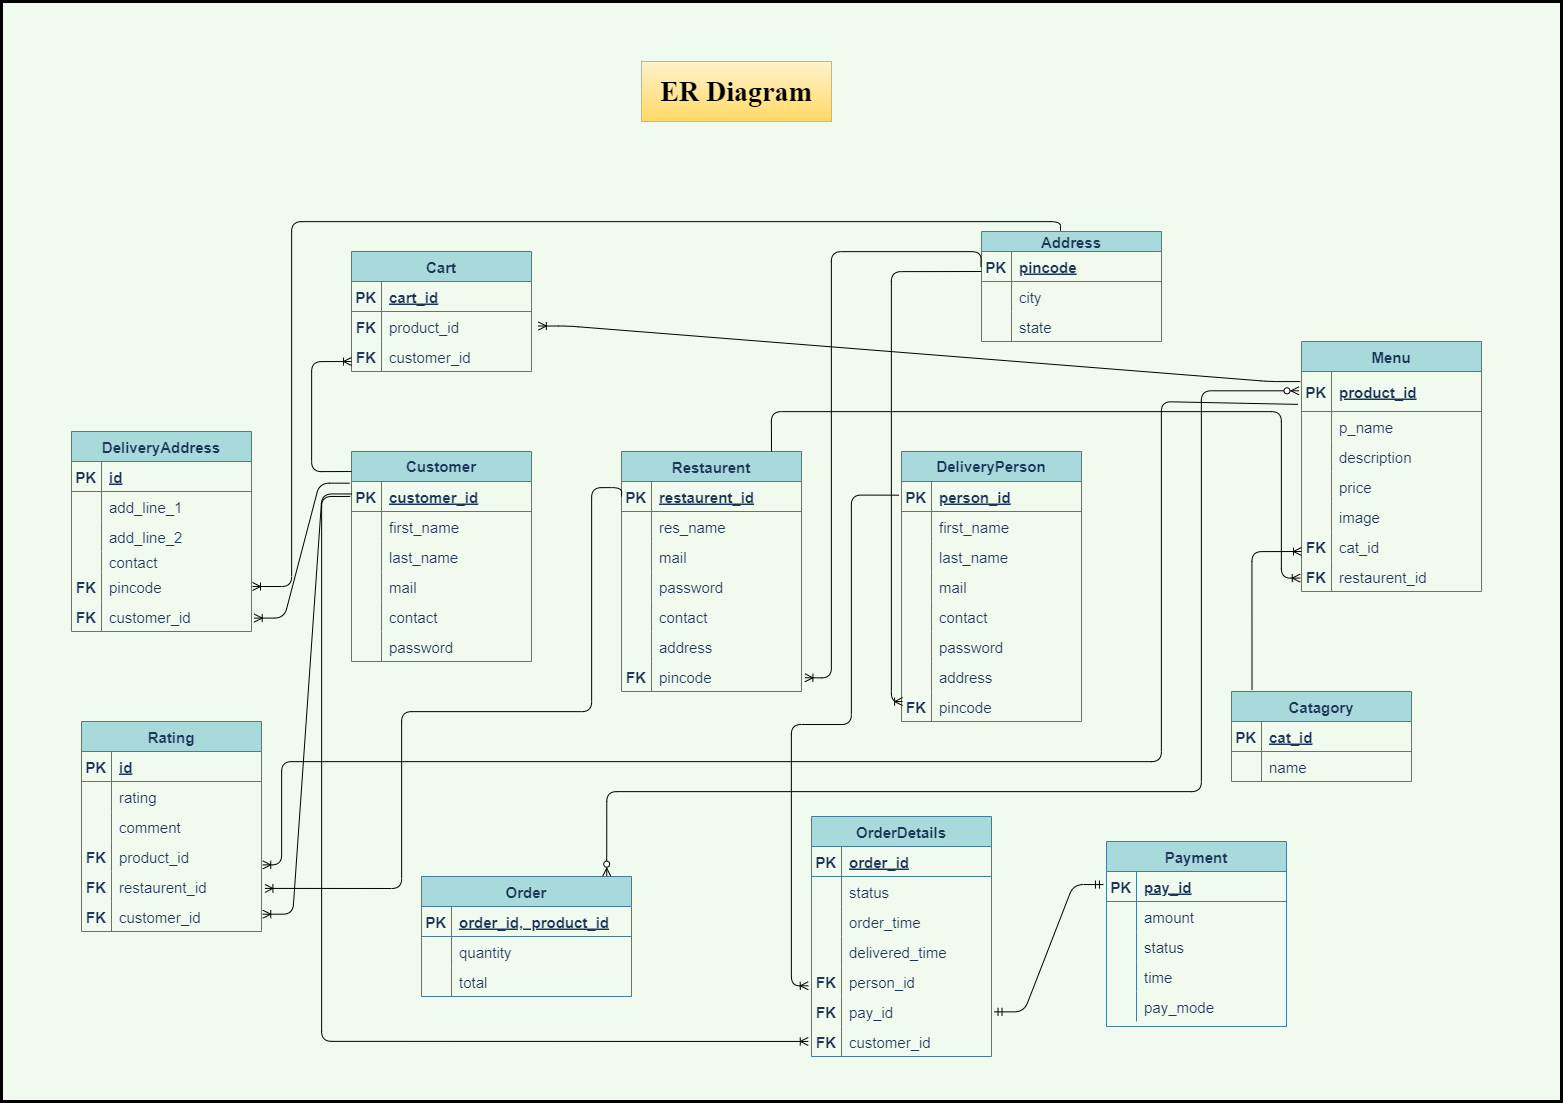 ER Diagram
Address
PK pincode
city
state
Cart
PK cart_id
FK product_id
FK customer_id
Menu
PK product_id
p_name
description
price
image
FK cat_id
FK restaurent_id
DeliveryAddress
PK id
add_line_1
add_line_2
contact
FK pincode
FK customer_id
Customer
PK customer_id
first_name
last_name
mail
contact
password
Restaurent
PK restaurent_id
res_name
mail
password
contact
address
FK pincode
DeliveryPerson
PK person_id
first_name
last_name
mail
contact
password
address
FK pincode
Catagory
PK cat_id
name
Rating
PK id
rating
comment
FK product_id
FK restaurent_id
FK customer_id
Order
PK order_id, product_id
quantity
total
OrderDetails
PK order_id
status
order_time
delivered_time
FK person_id
FK pay_id
FK customer_id
Payment
PK pay_id
amount
status
time
pay_mode